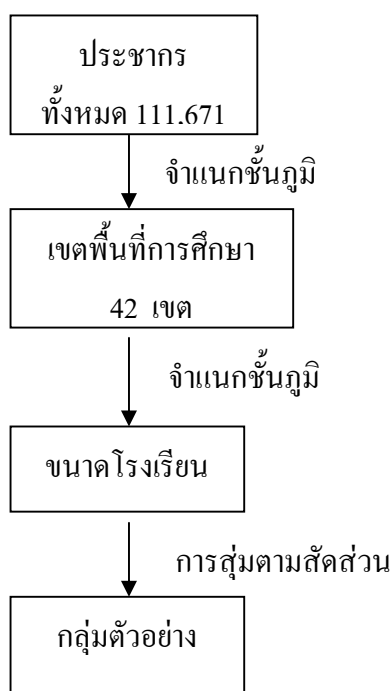 ประชากร
ทั้งหมด 111.671
จำแนกชั้นภูมิ
เขตพื้นที่การศึกษา
42 เขต
จำแนกชั้นภูมิ
ขนาดโรงเรียน
การสุ่มตามสัดส่วน
กลุ่มตัวอย่าง